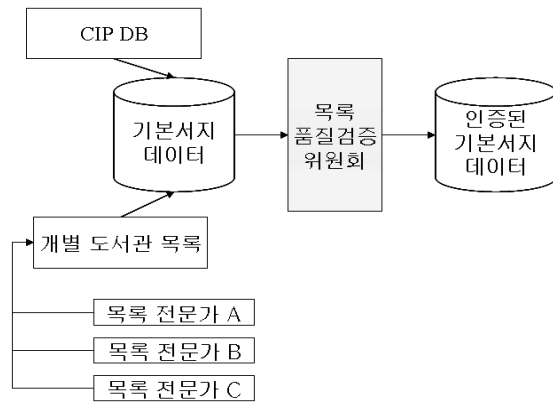 CIP DB
기본서지
데이터
목록
품질검증
위원회
인증된
기본서지
데이터
개별 도서관 목록
목록 전문가 A
목록 전문가 B
목록 전문가 C